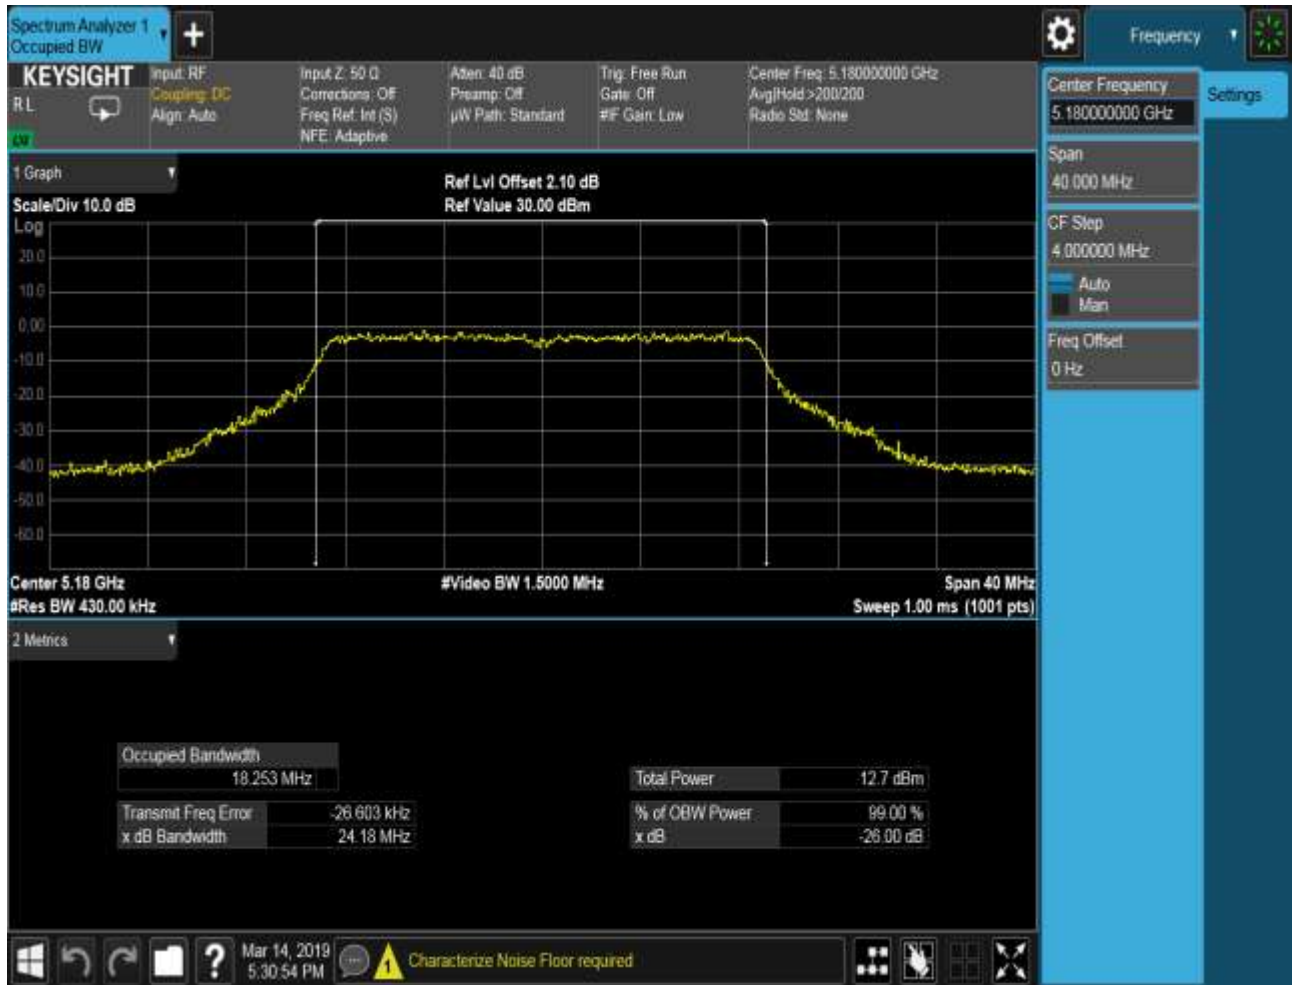 Spectrum Analyzer 1
Occupied BW
Frequency
KEYSIGHT
R L
Input: RF
Coupling: DC
Align: Auto
Input Z: 50 Ω
Corrections: Off
Freq Ref: Int (S)
NFE: Adaptive
Atten: 40 dB
Preamp: Off
µW Path: Standard
Trig: Free Run
Gate: Off
#IF Gain: Low
Center Freq: 5.180000000 GHz
Avg|Hold:>200/200
Radio Std: None
Center Frequency
5.180000000 GHz
Settings
Span
40.000 MHz
CF Step
4.000000 MHz
Auto
Man
Freq Offset
0 Hz
1 Graph
Scale/Div 10.0 dB
Ref Lvl Offset 2.10 dB
Ref Value 30.00 dBm
Log
20.0
10.0
0.00
-10.0
-20.0
-30.0
-40.0
-50.0
-60.0
Center 5.18 GHz
#Res BW 430.00 kHz
#Video BW 1.5000 MHz
Span 40 MHz
Sweep 1.00 ms (1001 pts)
2 Metrics
Occupied Bandwidth
18.253 MHz
Transmit Freq Error -26.603 kHz
x dB Bandwidth 24.18 MHz
Total Power 12.7 dBm
% of OBW Power 99.00 %
x dB -26.00 dB
?
Mar 14, 2019
5:30:54 PM
1
Characterize Noise Floor required